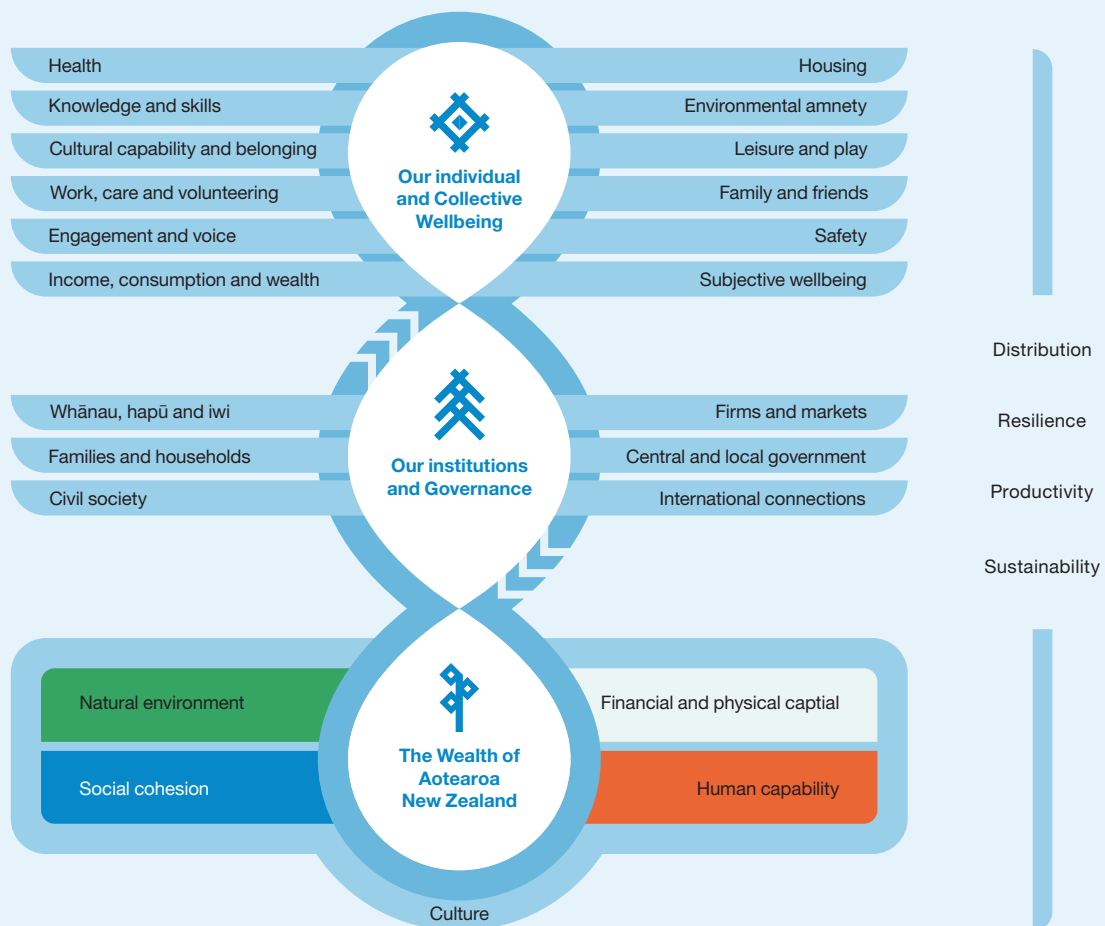 Health
Housing
Knowledge and skills
Environmental amnety
Cultural capability and belonging
Leisure and play
Work, care and volunteering
Family and friends
Engagement and voice
Safety
Income, consumption and wealth
Subjective wellbeing
Our individual
and Collective
Wellbeing
Whānau, hapū and iwi
Firms and markets
Families and households
Central and local government
Civil society
International connections
Our institutions
and Governance
Natural environment
Financial and physical captial
Social cohesion
Human capability
The Wealth of
Aotearoa
New Zealand
Culture
Distribution
Resilience
Productivity
Sustainability